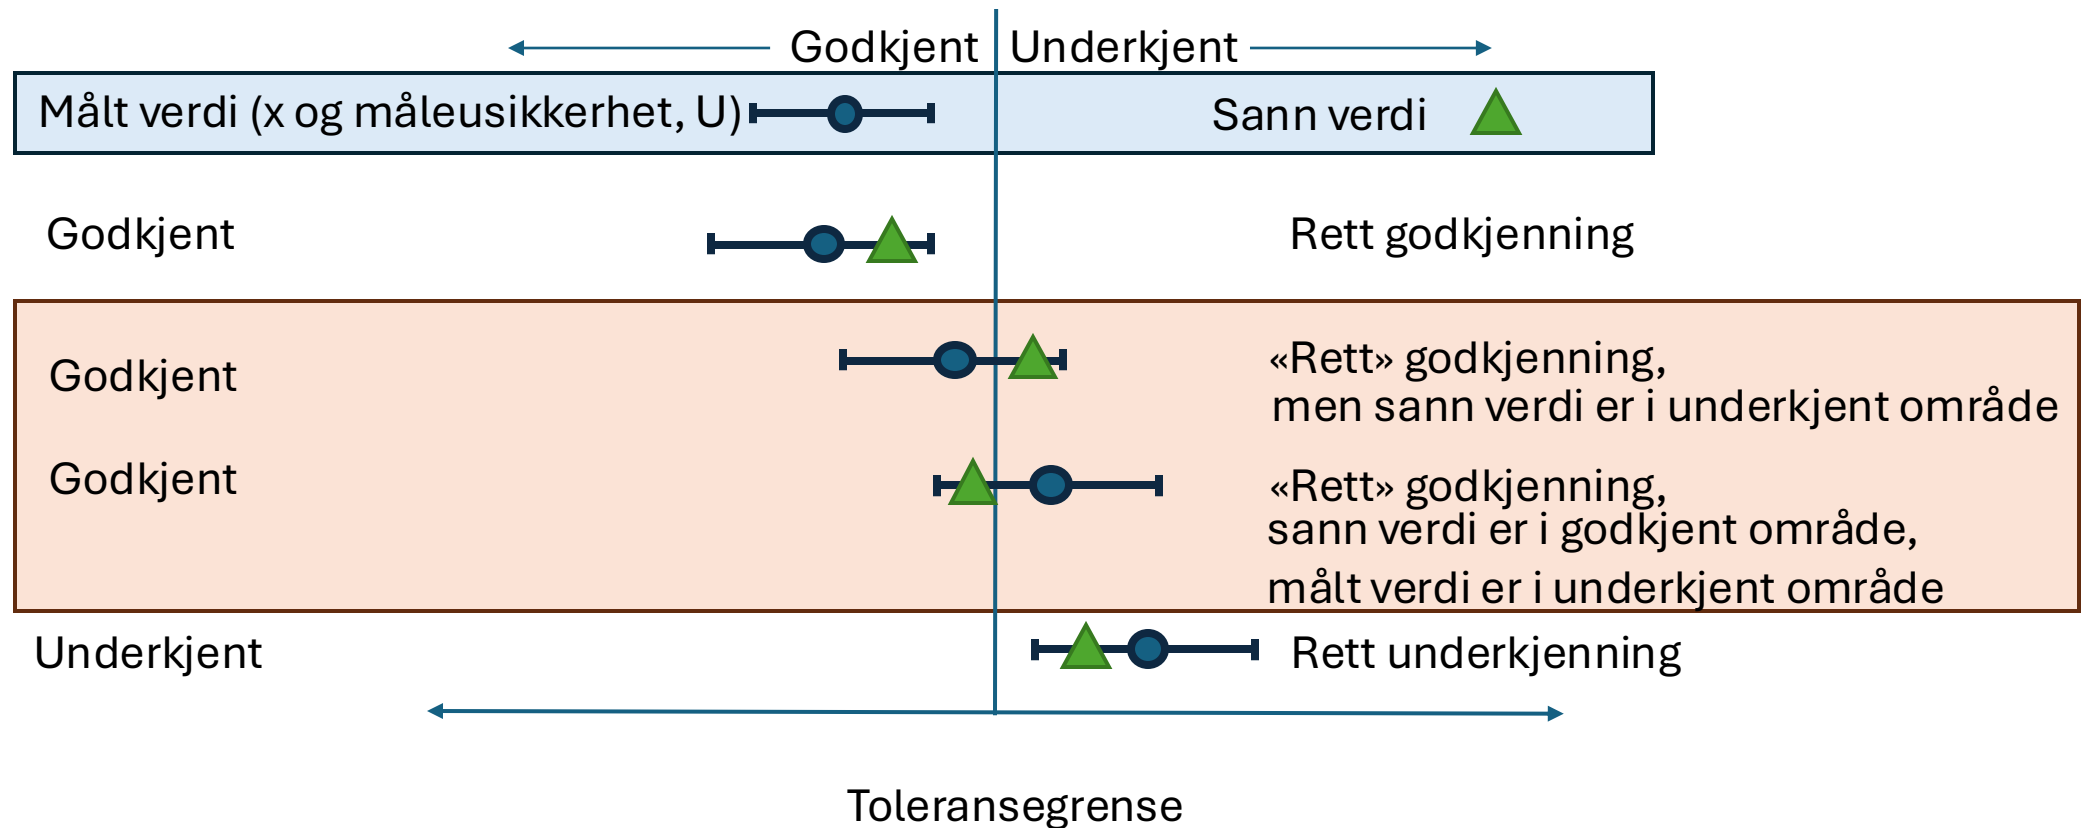 Godkjent Underkjent
Målt verdi (x og måleusikkerhet, U) Sann verdi
Godkjent Rett godkjenning
Godkjent «Rett» godkjenning,
men sann verdi er i underkjent område
Godkjent «Rett» godkjenning,
sann verdi er i godkjent område,
målt verdi er i underkjent område
Underkjent Rett underkjenning
Toleransegrense